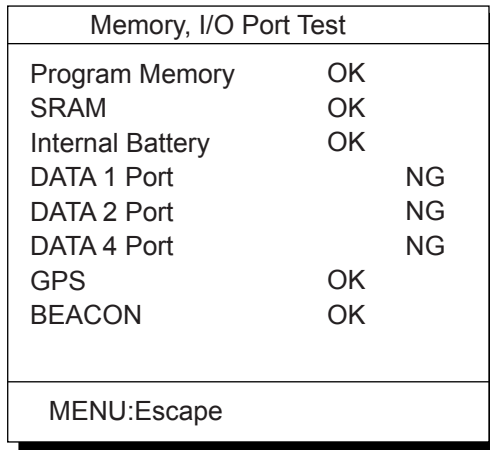 Memory, I/O Port Test
Program Memory OK
SRAM OK
Internal Battery OK
DATA 1 Port NG
DATA 2 Port NG
DATA 4 Port NG
GPS OK
BEACON OK
MENU:Escape